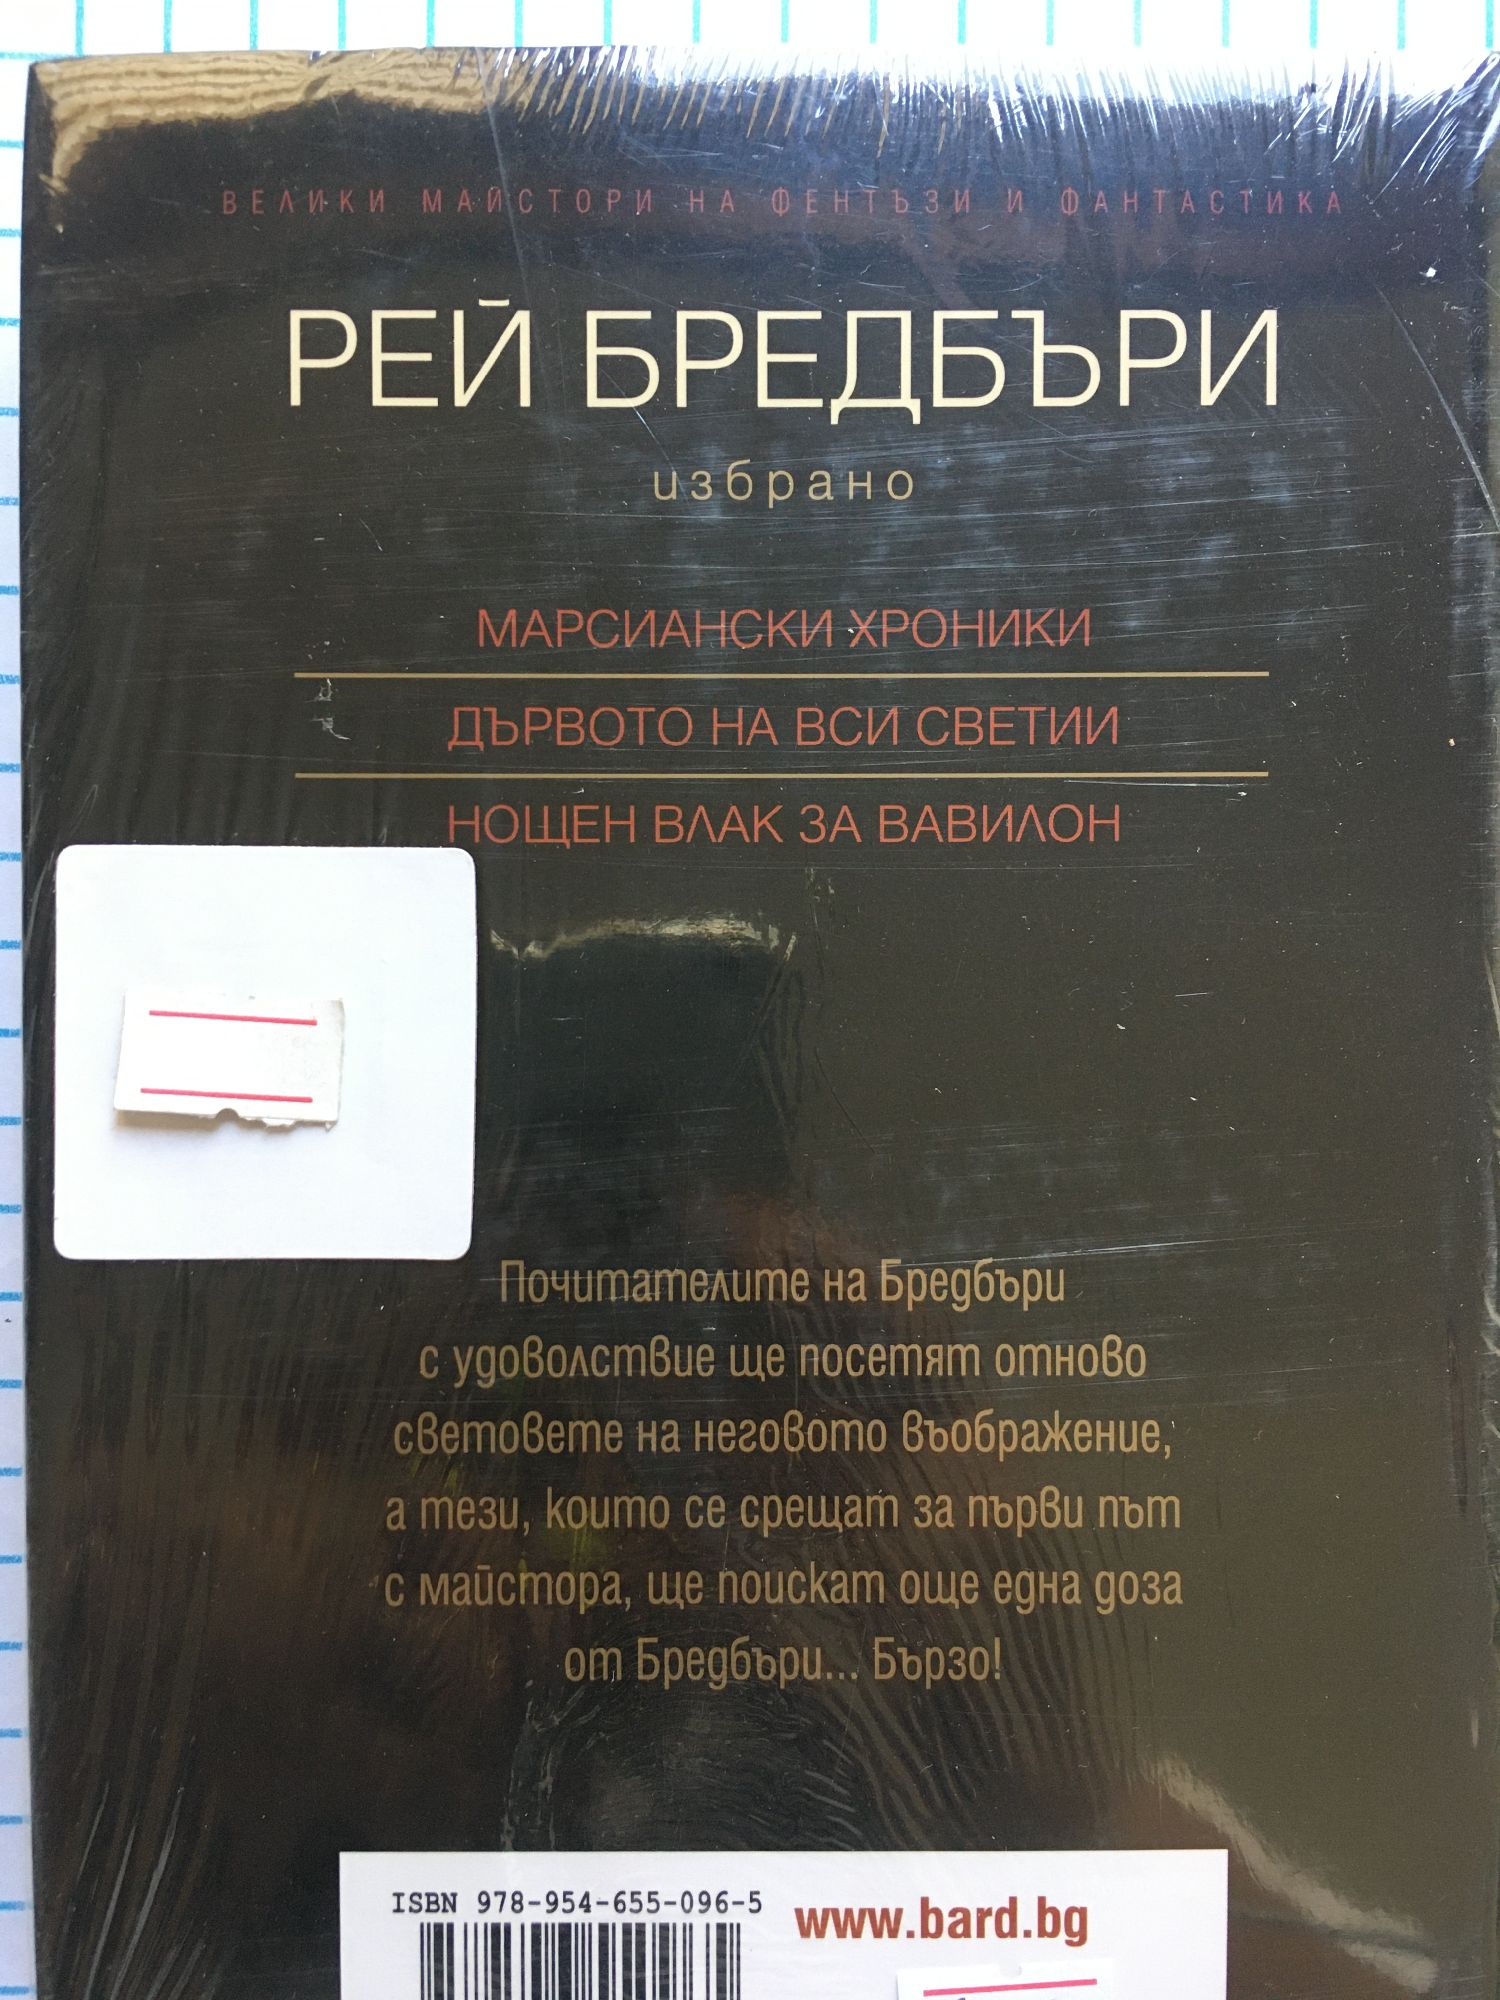 ВЕЛИКИ МАЙСТОРИ НА ФЕНТЪЗИ И ФАНТАСТИКА
РЕЙ БРЕДБЪРИ
избрано
МАРСИАНСКИ ХРОНИКИ
ДЪРВОТО НА ВСИ СВЕТИИ
НОЩЕН ВЛАК ЗА ВАВИЛОН
Почитателите на Бредбъри
с удоволствие ще посетят отново
световете на неговото въображение,
а тези, които се срещат за първи път
с майстора, ще поискат още една доза
от Бредбъри... Бързо!
ISBN 978-954-655-096-5
www.bard.bg